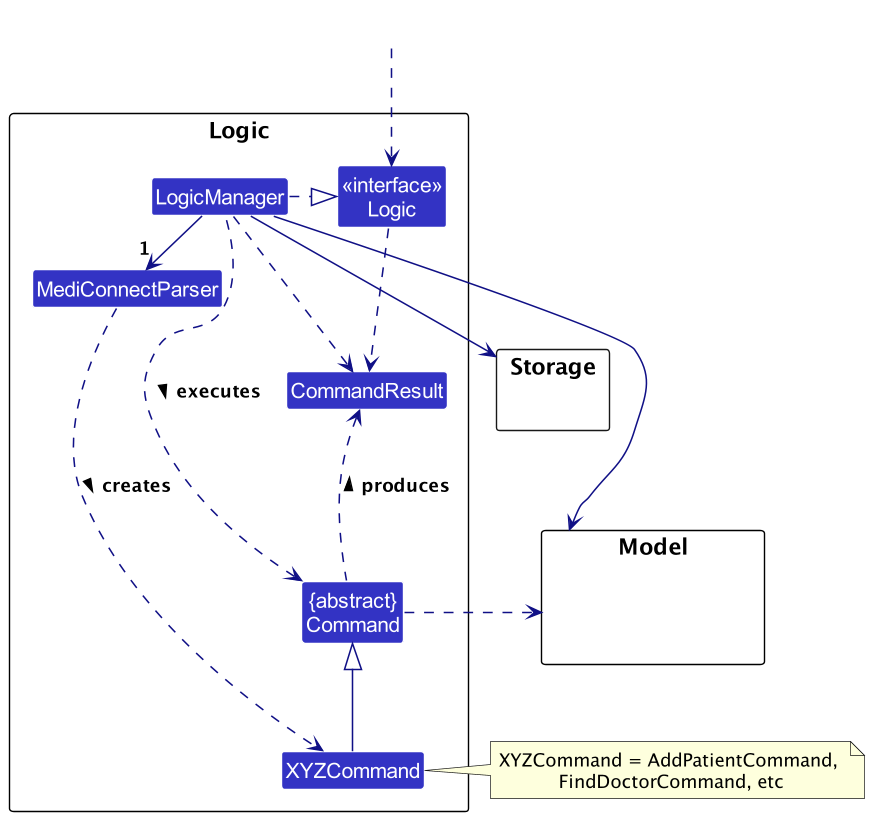 Logic
LogicManager
«interface»
Logic
1
MediConnectParser
Storage
executes
CommandResult
creates
produces
Model
{abstract}
Command
XYZCommand
XYZCommand = AddPatientCommand,
FindDoctorCommand, etc